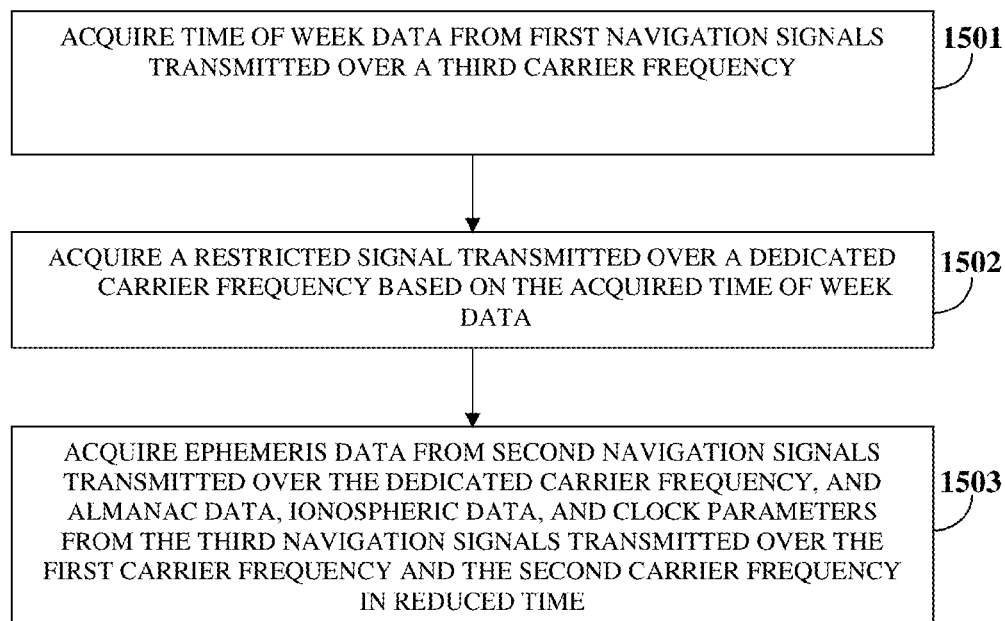 ACQUIRE TIME OF WEEK DATA FROM FIRST NAVIGATION SIGNALS
TRANSMITTED OVER A THIRD CARRIER FREQUENCY
1501
ACQUIRE A RESTRICTED SIGNAL TRANSMITTED OVER A DEDICATED
CARRIER FREQUENCY BASED ON THE ACQUIRED TIME OF WEEK
DATA
1502
ACQUIRE EPHEMERIS DATA FROM SECOND NAVIGATION SIGNALS
TRANSMITTED OVER THE DEDICATED CARRIER FREQUENCY, AND
ALMANAC DATA, IONOSPHERIC DATA, AND CLOCK PARAMETERS
FROM THE THIRD NAVIGATION SIGNALS TRANSMITTED OVER THE
FIRST CARRIER FREQUENCY AND THE SECOND CARRIER FREQUENCY
IN REDUCED TIME
1503